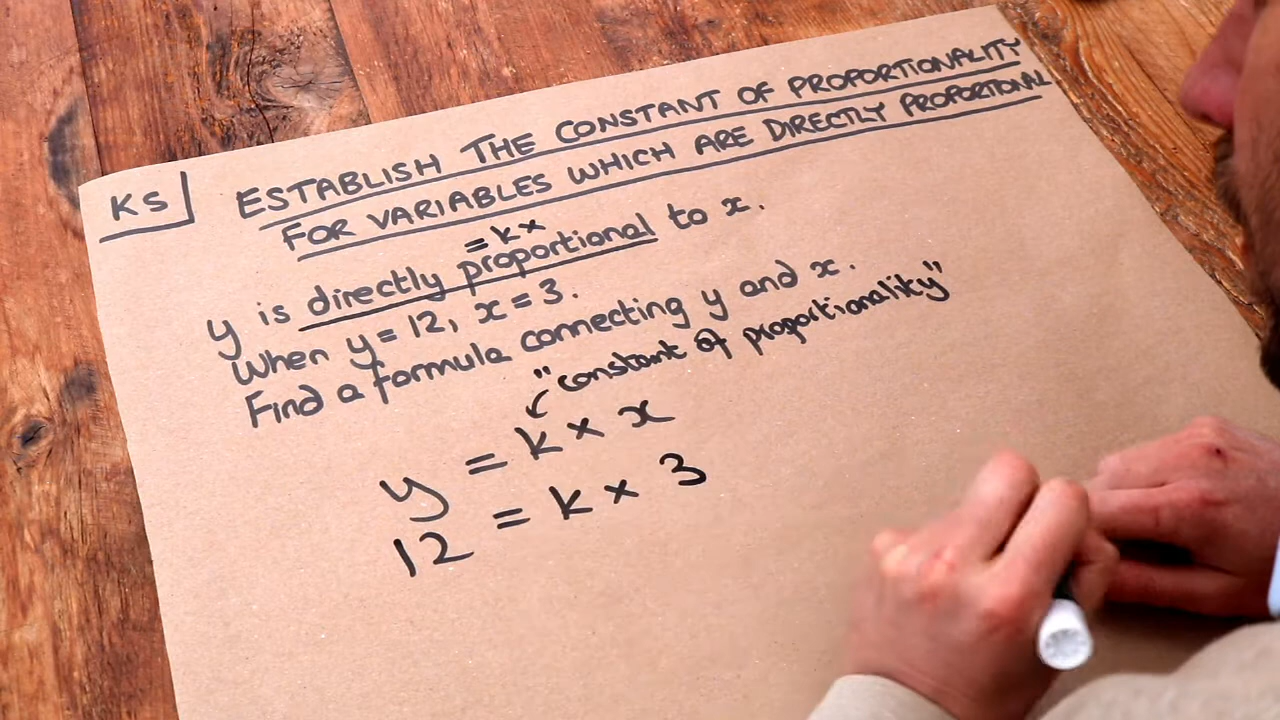 KS
ESTABLISH THE CONSTANT OF PROPORTIONALITY
FOR VARIABLES WHICH ARE DIRECTLY PROPORTIONAL
=k×
y is directly proportional to x.
When y=12, x=3.
Find a formula connecting y and x.
"constant of proportionality"
y = k × x
12 = k × 3